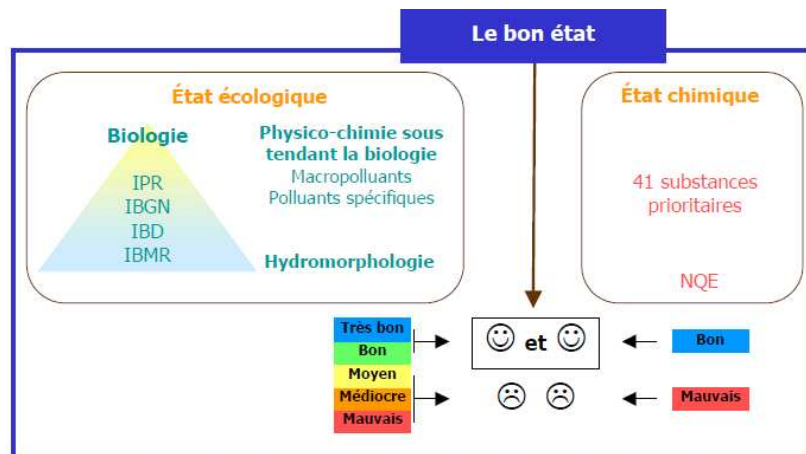 Le bon état
État écologique
Biologie
IPR
IBGN
IBD
IBMR
Physico-chimie sous
tendant la biologie
Macropolluants
Polluants spécifiques
Hydromorphologie
État chimique
41 substances
prioritaires
NQE
Très bon
Bon
Moyen
Médiocre
Mauvais
et
Bon
Mauvais